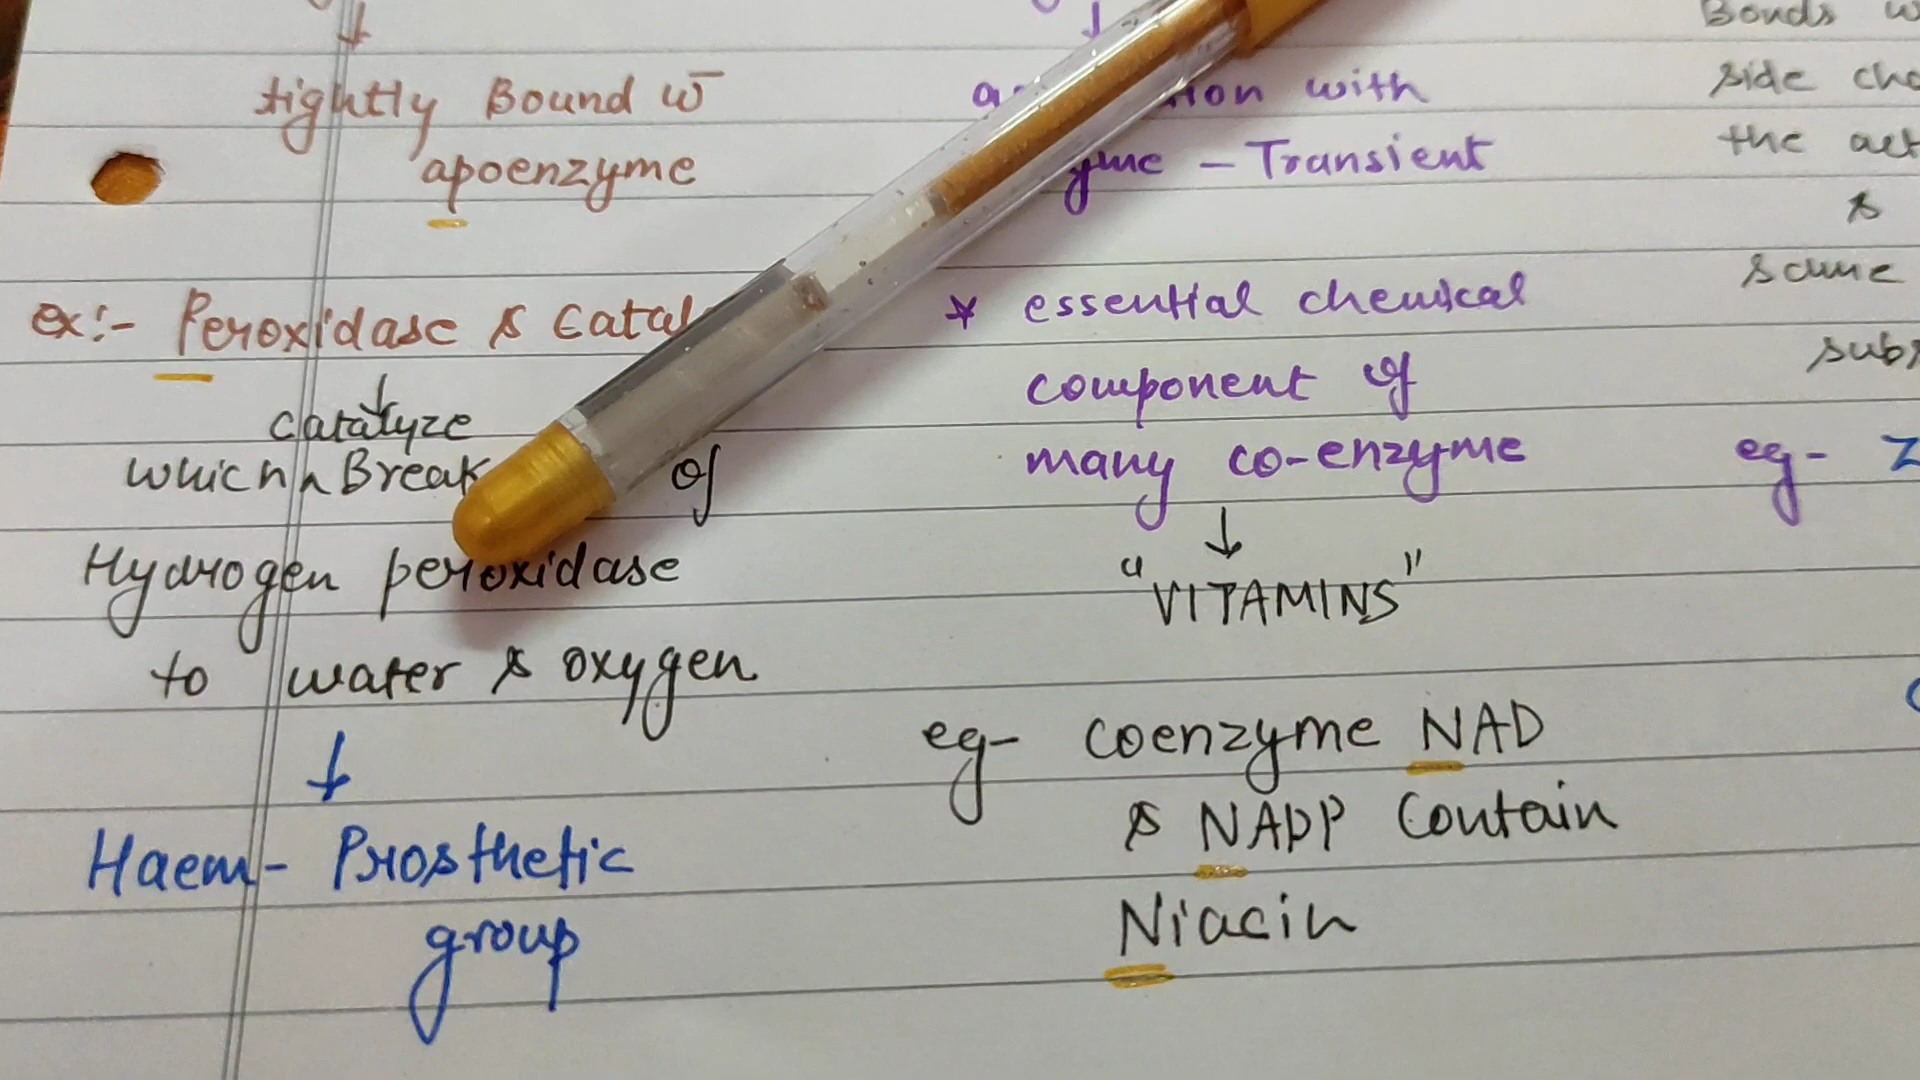 tightly Bound w̄
apoenzyme
ex:- Peroxidase &
catalyze
which ^ Break of
Hydrogen peroxidase
to water & oxygen
↓
Haem - Prosthetic
group
with
- Transient
* essential chemical
component of
many co-enzyme
↓
"VITAMINS"
eg- coenzyme NAD
& NADP Contain
Niacin
Bonds
side
the
&
same
eg-